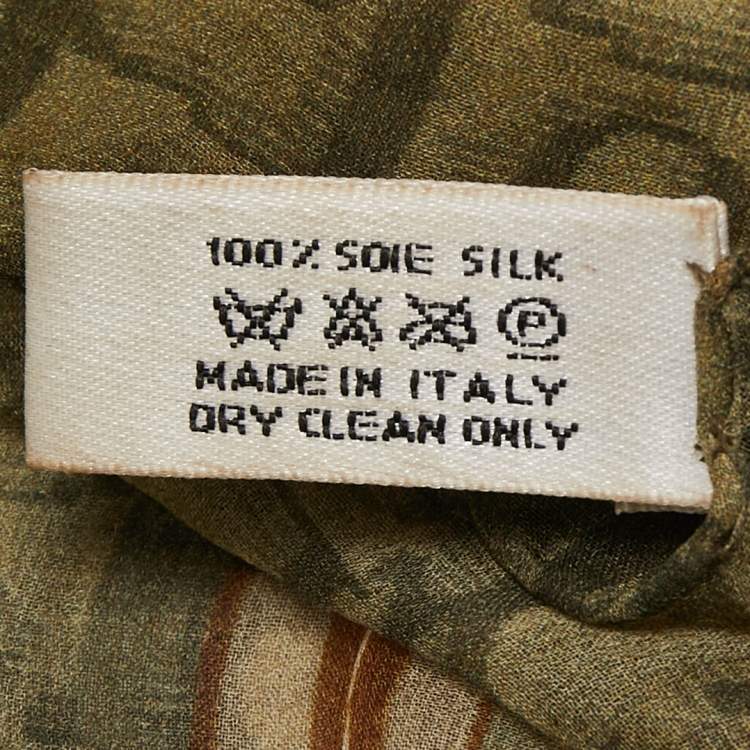 100% SOIE SILK
P
MADE IN ITALY
DRY CLEAN ONLY